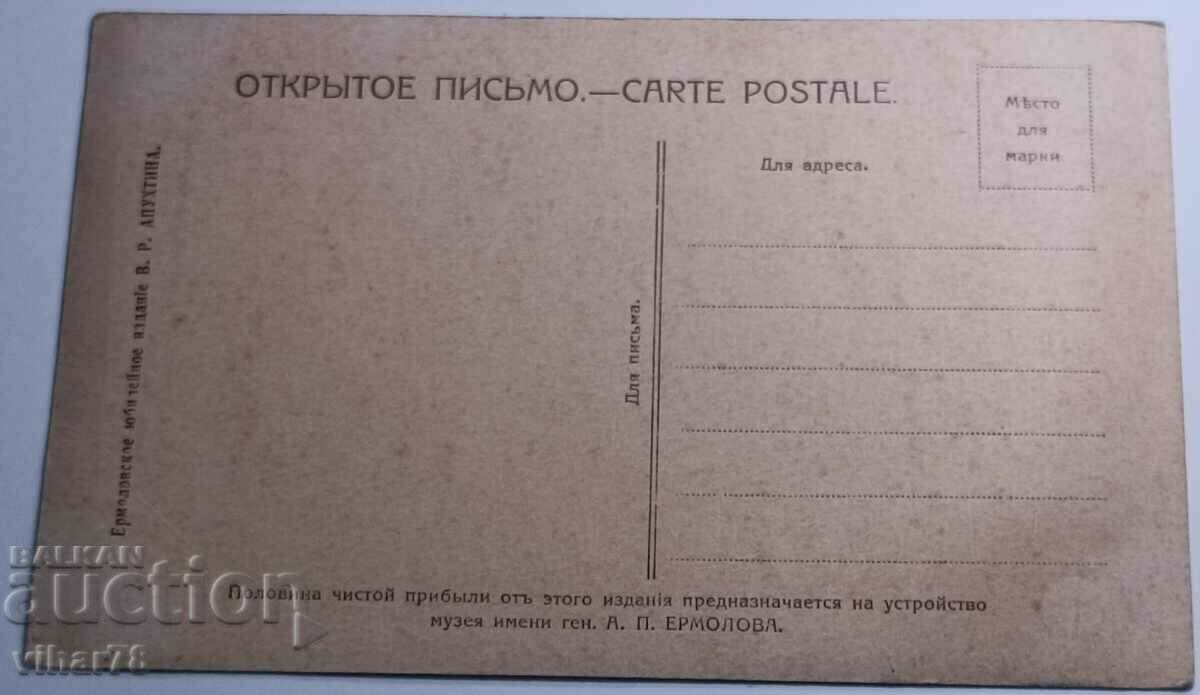 ОТКРЫТОЕ ПИСЬМО.—CARTE POSTALE.
Мѣсто
для
марки
Для адреса.
Для письма.
Ермоловское юбилейное изданіе В. Р. АПУХТИНА.
Половина чистой прибыли отъ этого изданія предназначается на устройство
музея имени ген. А. П. ЕРМОЛОВА.
BALKAN
auction
vihar78